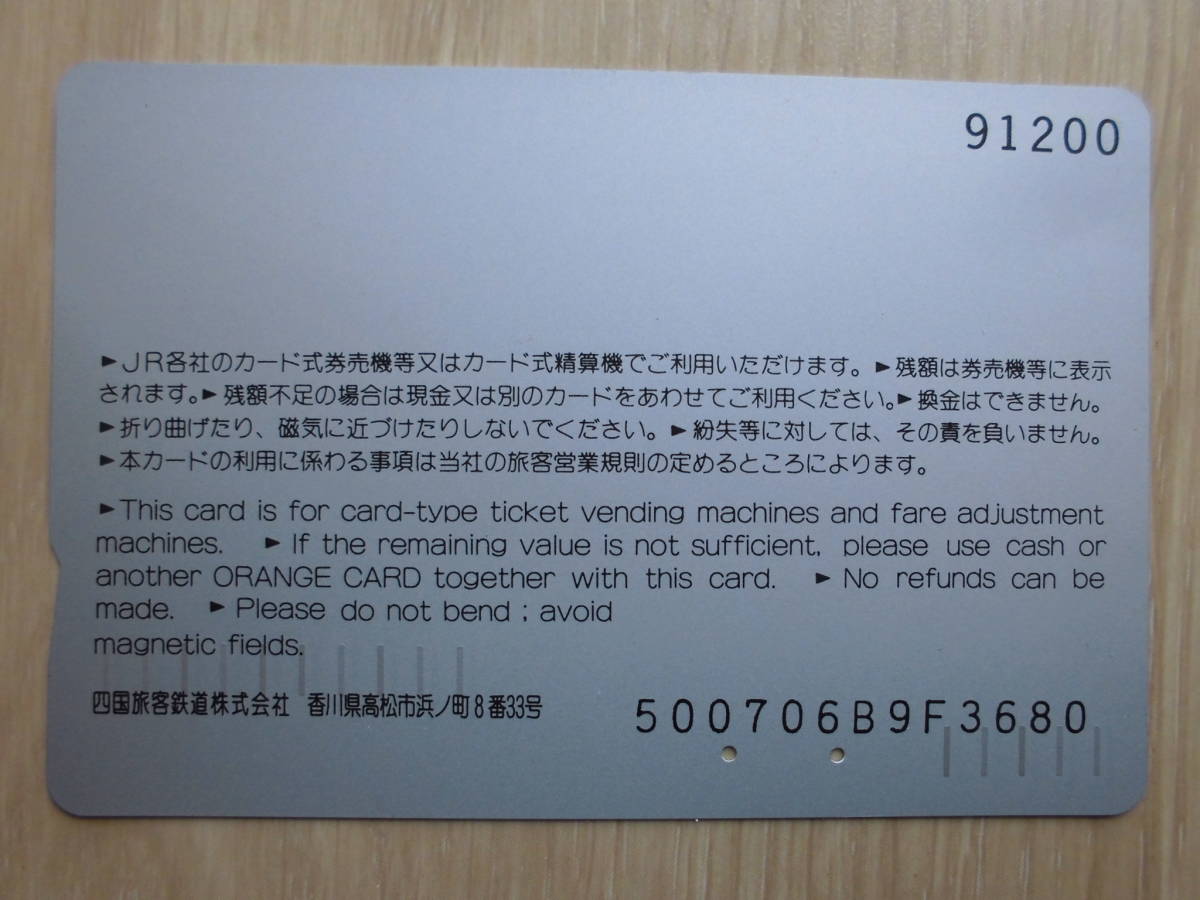 91200
►JR各社のカード式券売機等又はカード式精算機でご利用いただけます。►残額は券売機等に表示
されます。►残額不足の場合は現金又は別のカードをあわせてご利用ください。►換金はできません。
►折り曲げたり、磁気に近づけたりしないでください。►紛失等に対しては、その責を負いません。
►本カードの利用に係わる事項は当社の旅客営業規則の定めるところによります。
►This card is for card-type ticket vending machines and fare adjustment
machines. ►If the remaining value is not sufficient, please use cash or
another ORANGE CARD together with this card. ►No refunds can be
made. ►Please do not bend ; avoid
magnetic fields.
四国旅客鉄道株式会社 香川県高松市浜ノ町8番33号
500706B9F3680